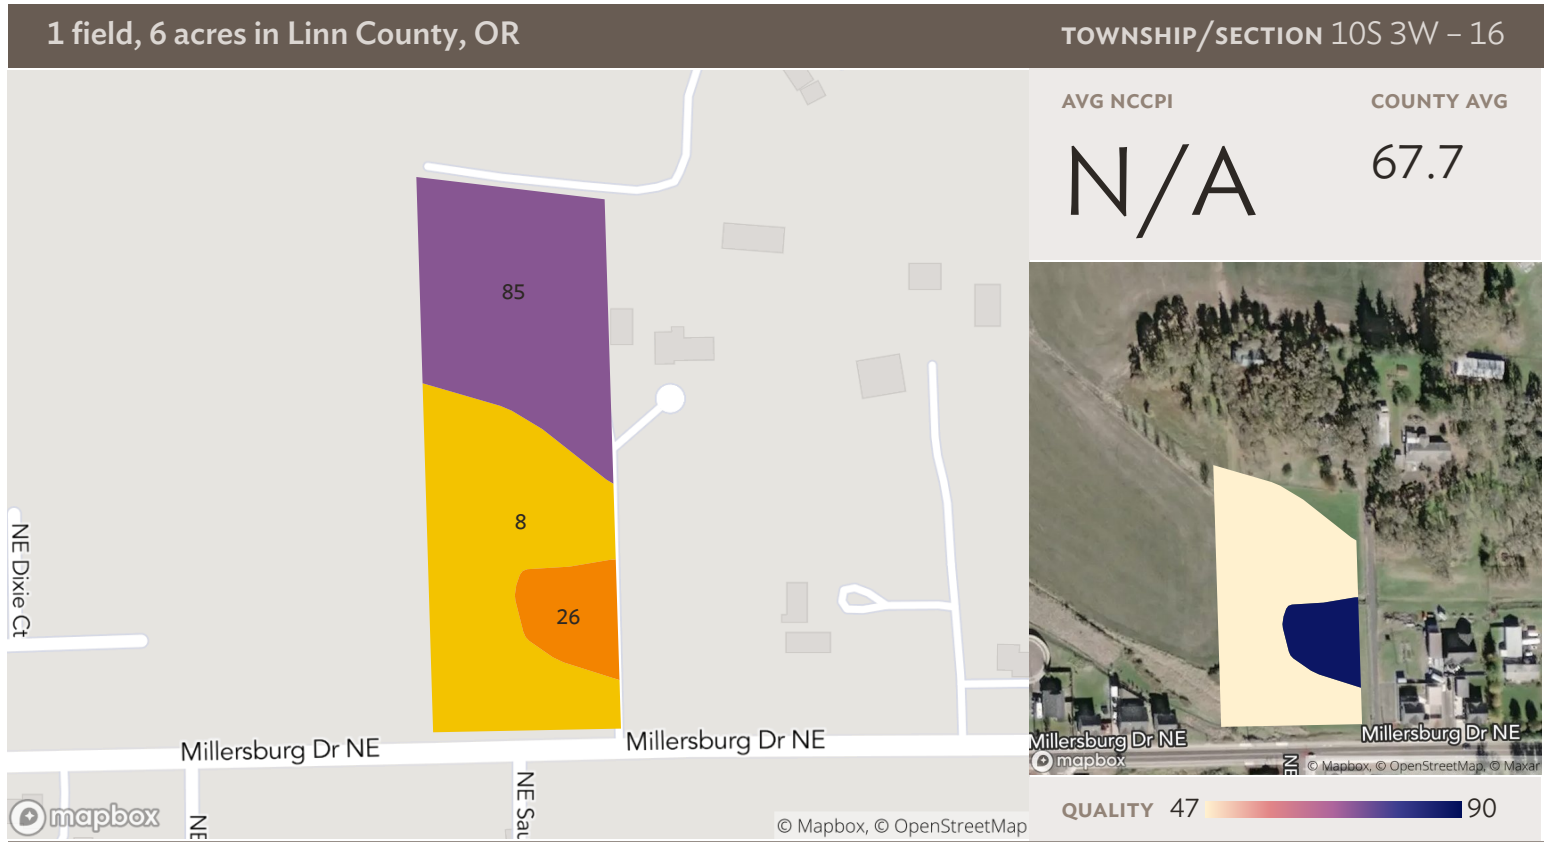 1 field, 6 acres in Linn County, OR
TOWNSHIP/SECTION 10S 3W – 16
AVG NCCPI
COUNTY AVG
N/A
67.7
85
8
26
NE Dixie Ct
Millersburg Dr NE
Millersburg Dr NE
NE
NE Sau
mapbox
© Mapbox, © OpenStreetMap
Millersburg Dr NE
Millersburg Dr NE
NE
mapbox
© Mapbox, © OpenStreetMap, © Maxar
QUALITY 47 90